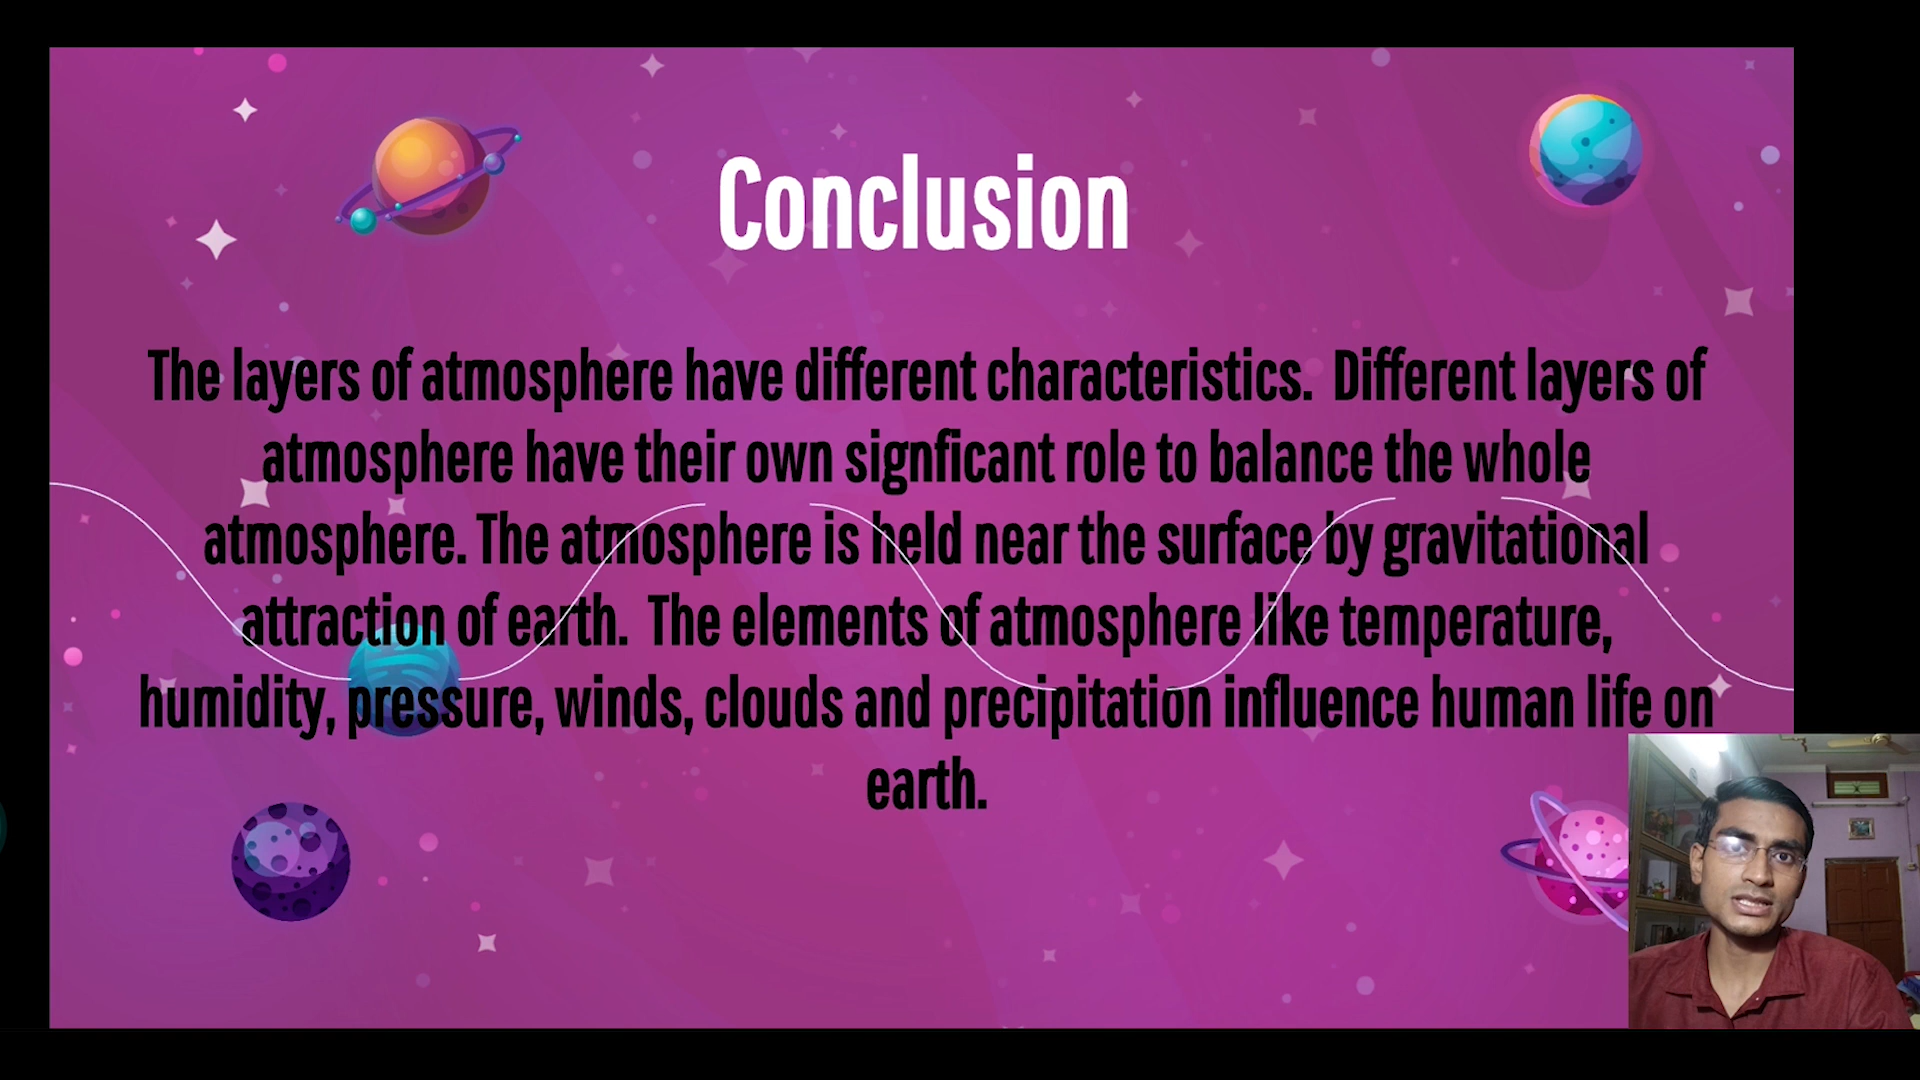 Conclusion
The layers of atmosphere have different characteristics. Different layers of
atmosphere have their own signficant role to balance the whole
atmosphere. The atmosphere is held near the surface by gravitational
attraction of earth. The elements of atmosphere like temperature,
humidity, pressure, winds, clouds and precipitation influence human life on
earth.